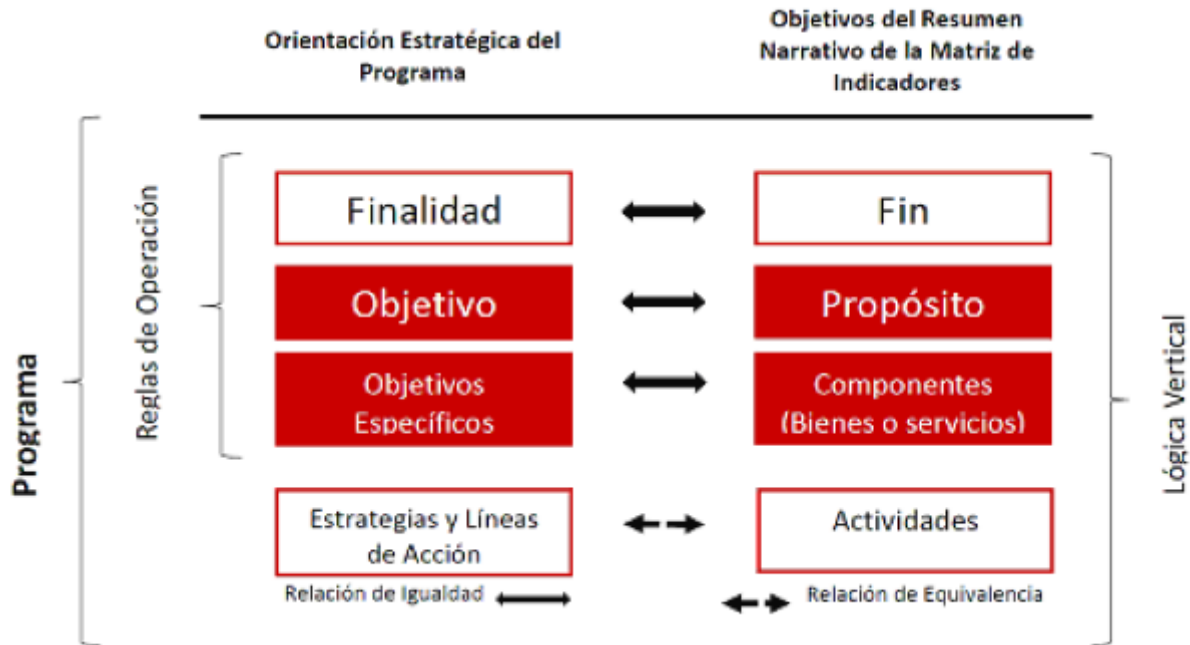 Orientación Estratégica del
Programa
Objetivos del Resumen
Narrativo de la Matriz de
Indicadores
Programa
Reglas de Operación
Finalidad
Fin
Objetivo
Propósito
Objetivos
Específicos
Componentes
(Bienes o servicios)
Estrategias y Líneas
de Acción
Actividades
Relación de Igualdad
Relación de Equivalencia
Lógica Vertical